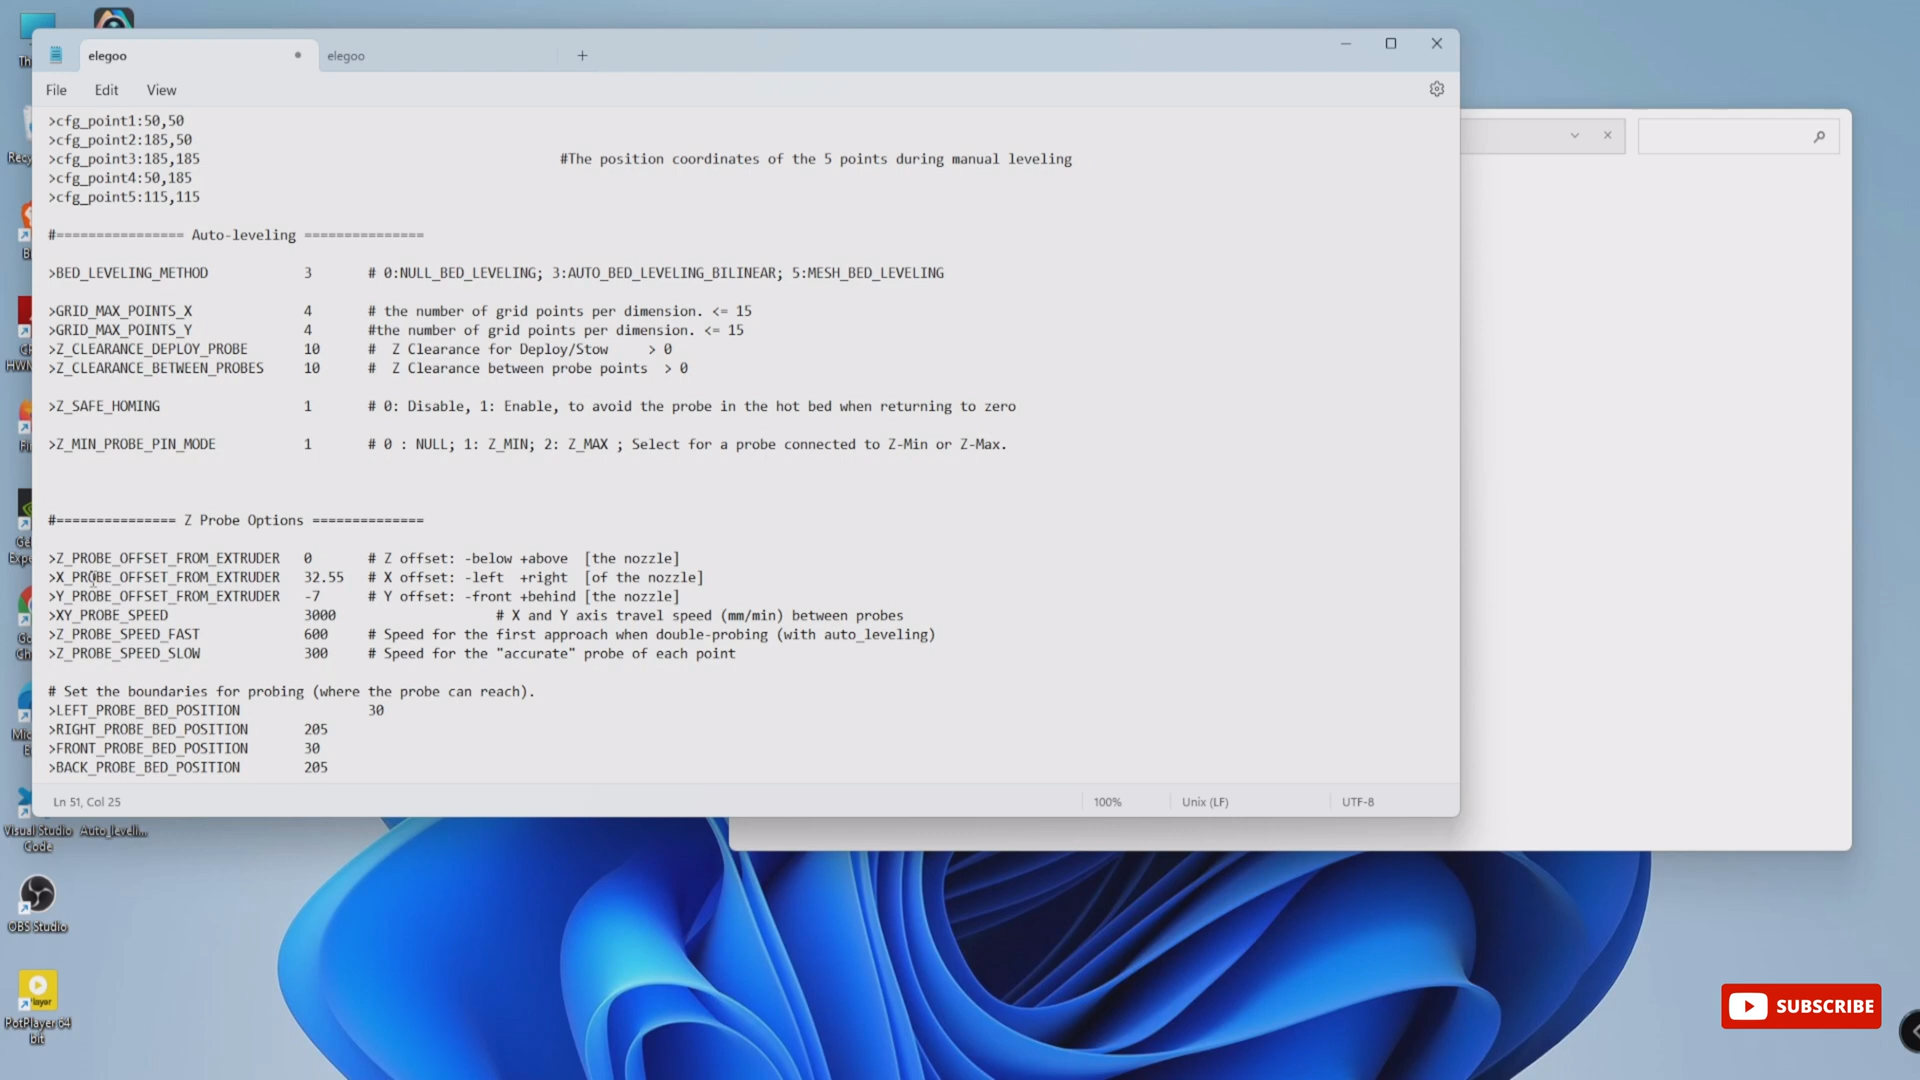 elegoo
elegoo
File Edit View
>cfg_point1:50,50
>cfg_point2:185,50
>cfg_point3:185,185 #The position coordinates of the 5 points during manual leveling
>cfg_point4:50,185
>cfg_point5:115,115
#================ Auto-leveling ===============
>BED_LEVELING_METHOD 3 # 0:NULL_BED_LEVELING; 3:AUTO_BED_LEVELING_BILINEAR; 5:MESH_BED_LEVELING
>GRID_MAX_POINTS_X 4 # the number of grid points per dimension. <= 15
>GRID_MAX_POINTS_Y 4 #the number of grid points per dimension. <= 15
>Z_CLEARANCE_DEPLOY_PROBE 10 # Z Clearance for Deploy/Stow > 0
>Z_CLEARANCE_BETWEEN_PROBES 10 # Z Clearance between probe points > 0
>Z_SAFE_HOMING 1 # 0: Disable, 1: Enable, to avoid the probe in the hot bed when returning to zero
>Z_MIN_PROBE_PIN_MODE 1 # 0 : NULL; 1: Z_MIN; 2: Z_MAX ; Select for a probe connected to Z-Min or Z-Max.
#=============== Z Probe Options ==============
>Z_PROBE_OFFSET_FROM_EXTRUDER 0 # Z offset: -below +above [the nozzle]
>X_PROBE_OFFSET_FROM_EXTRUDER 32.55 # X offset: -left +right [of the nozzle]
>Y_PROBE_OFFSET_FROM_EXTRUDER -7 # Y offset: -front +behind [the nozzle]
>XY_PROBE_SPEED 3000 # X and Y axis travel speed (mm/min) between probes
>Z_PROBE_SPEED_FAST 600 # Speed for the first approach when double-probing (with auto_leveling)
>Z_PROBE_SPEED_SLOW 300 # Speed for the "accurate" probe of each point
# Set the boundaries for probing (where the probe can reach).
>LEFT_PROBE_BED_POSITION 30
>RIGHT_PROBE_BED_POSITION 205
>FRONT_PROBE_BED_POSITION 30
>BACK_PROBE_BED_POSITION 205
Ln 51, Col 25 100% Unix (LF) UTF-8
Visual Studio Code
Auto_leveli...
OBS Studio
PotPlayer 64 bit
SUBSCRIBE